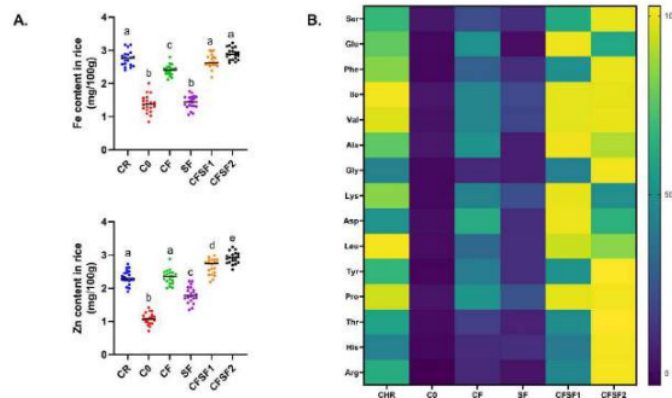 A.
Fe content in rice
(mg/100g)
4
3
2
1
0
a
b
c
b
a
a
CR
C0
CF
SF
CFSF1
CFSF2
Zn content in rice
(mg/100g)
4
3
2
1
0
a
b
a
c
d
e
CR
C0
CF
SF
CFSF1
CFSF2
B.
Ser
Glu
Phe
Ile
Val
Ala
Gly
Lys
Asp
Leu
Tyr
Pro
Thr
His
Arg
CHR
C0
CF
SF
CFSF1
CFSF2
50
0